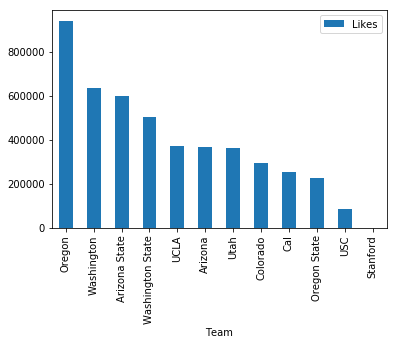 Likes
800000
600000
400000
200000
0
Oregon
Washington
Arizona State
Washington State
UCLA
Arizona
Utah
Colorado
Cal
Oregon State
USC
Stanford
Team